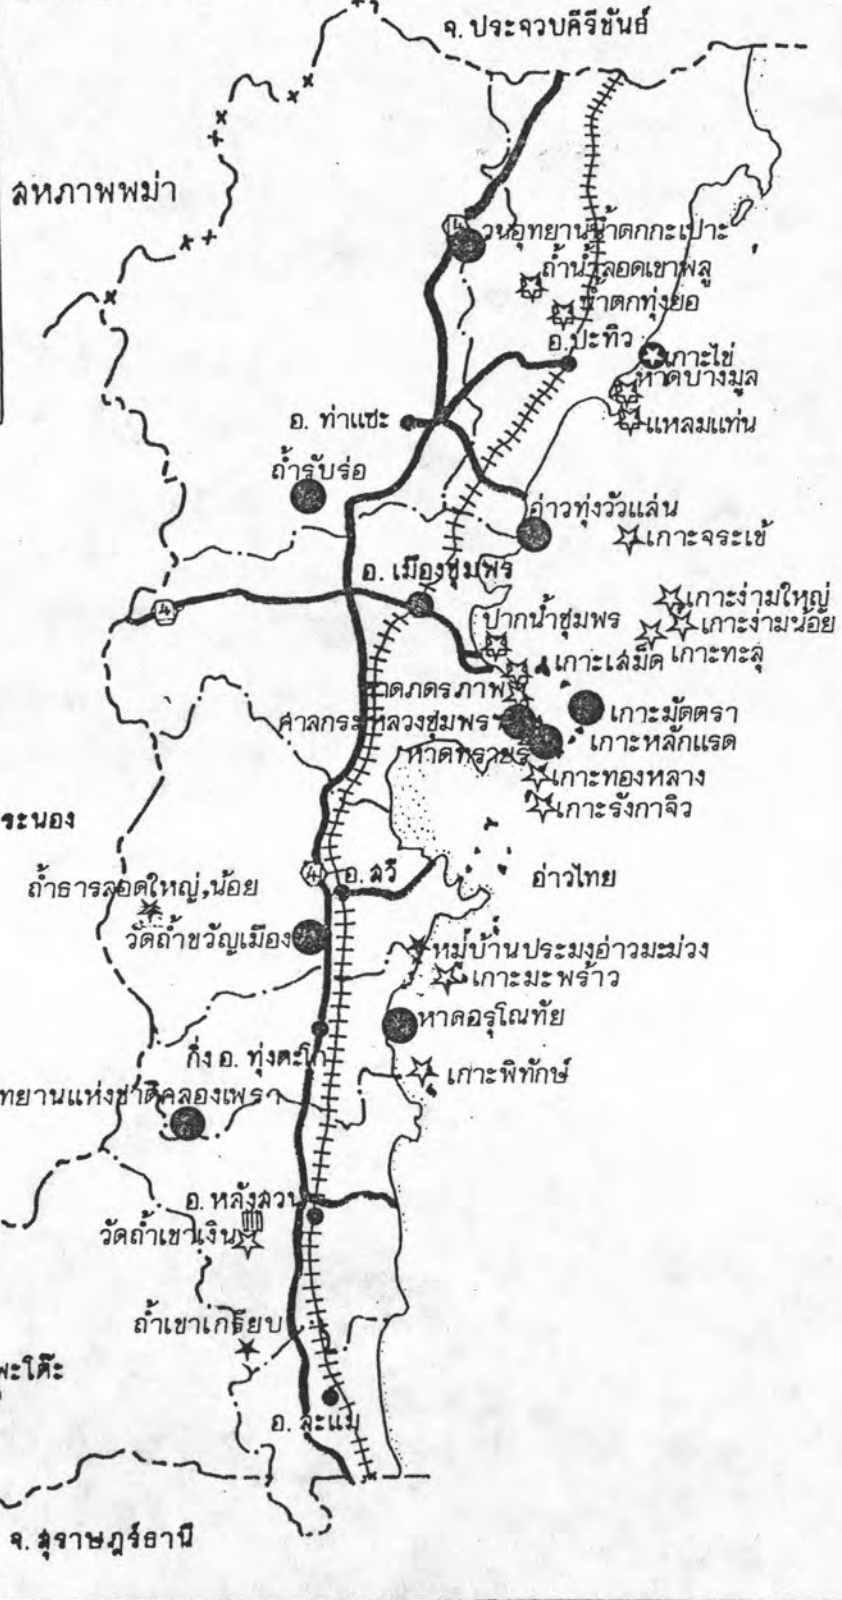 จ.ประจวบคีรีขันธ์
สหภาพพม่า
4
วนอุทยานน้ำตกกะเปาะ
ถ้ำน้ำลอดเขาพลู
น้ำตกทุ่งยอ
อ.ปะทิว
เกาะไข่
หาดบางมูล
อ. ท่าแซะ
แหลมแท่น
ถ้ำรับร่อ
อ่าวทุ่งวัวแล่น
เกาะจระเข้
อ. เมืองชุมพร
4
เกาะง่ามใหญ่
ปากน้ำชุมพร
เกาะง่ามน้อย
เกาะเสม็ด
เกาะทะลุ
หาดภดรภาพ
ศาลกรมหลวงชุมพรฯ
เกาะมัตตรา
หาดทรายรี
เกาะหลักแรด
เกาะทองหลาง
เกาะรังกาจิว
ระนอง
4
อ. สวี
อ่าวไทย
ถ้ำธารลอดใหญ่,น้อย
วัดถ้ำขวัญเมือง
หมู่บ้านประมงอ่าวมะม่วง
เกาะมะพร้าว
หาดอรุโณทัย
กิ่ง อ. ทุ่งตะโก
เกาะพิทักษ์
ทยานแห่งชาติคลองเพรา
อ. หลังสวน
วัดถ้ำเขาเงิน
ถ้ำเขาเกรียบ
พะโต๊ะ
อ. ละแม
จ. สุราษฎร์ธานี